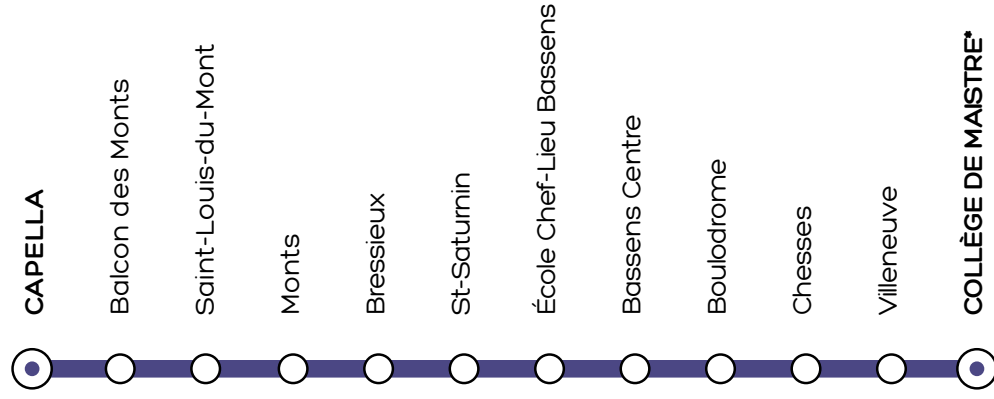 CAPELLA
Balcon des Monts
Saint-Louis-du-Mont
Monts
Bressieux
St-Saturnin
École Chef-Lieu Bassens
Bassens Centre
Boulodrome
Chesses
Villeneuve
COLLÈGE DE MAISTRE*